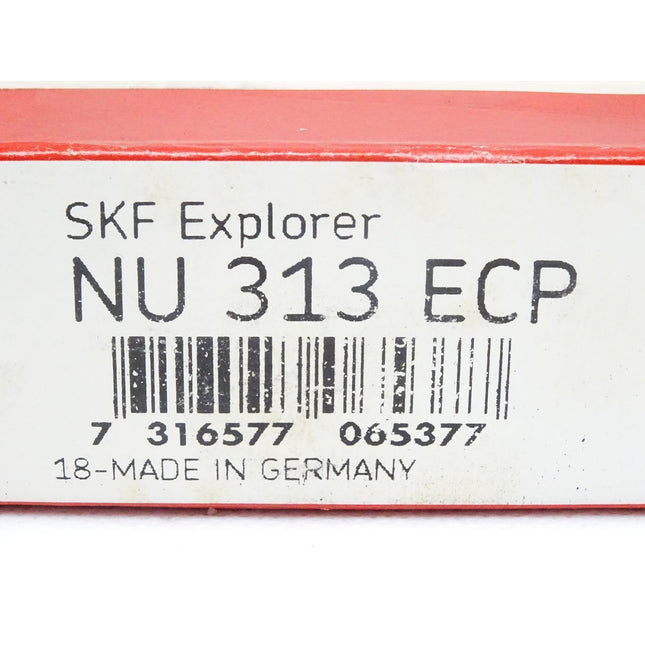 SKF Explorer
NU 313 ECP
7 316577 065377
18-MADE IN GERMANY